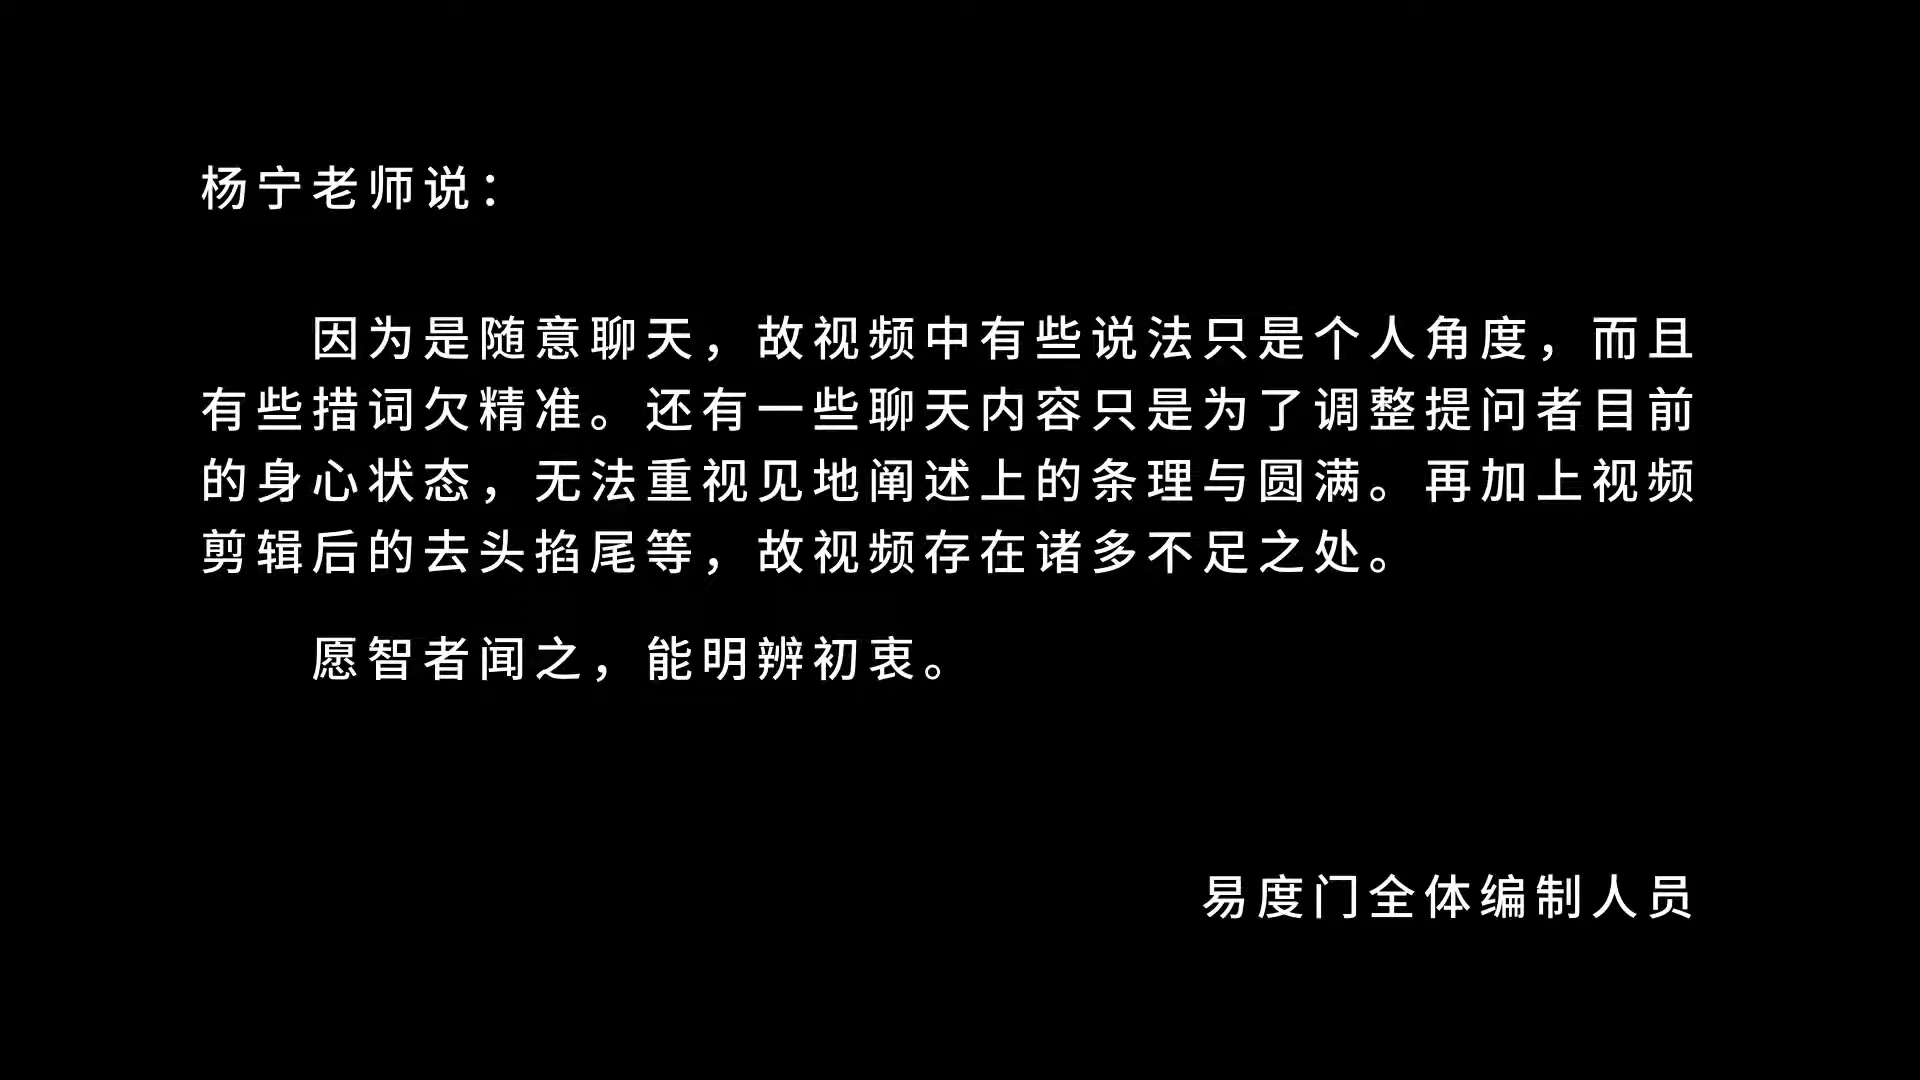 杨宁老师说：
因为是随意聊天，故视频中有些说法只是个人角度，而且
有些措词欠精准。还有一些聊天内容只是为了调整提问者目前
的身心状态，无法重视见地阐述上的条理与圆满。再加上视频
剪辑后的去头掐尾等，故视频存在诸多不足之处。
愿智者闻之，能明辨初衷。
易度门全体编制人员